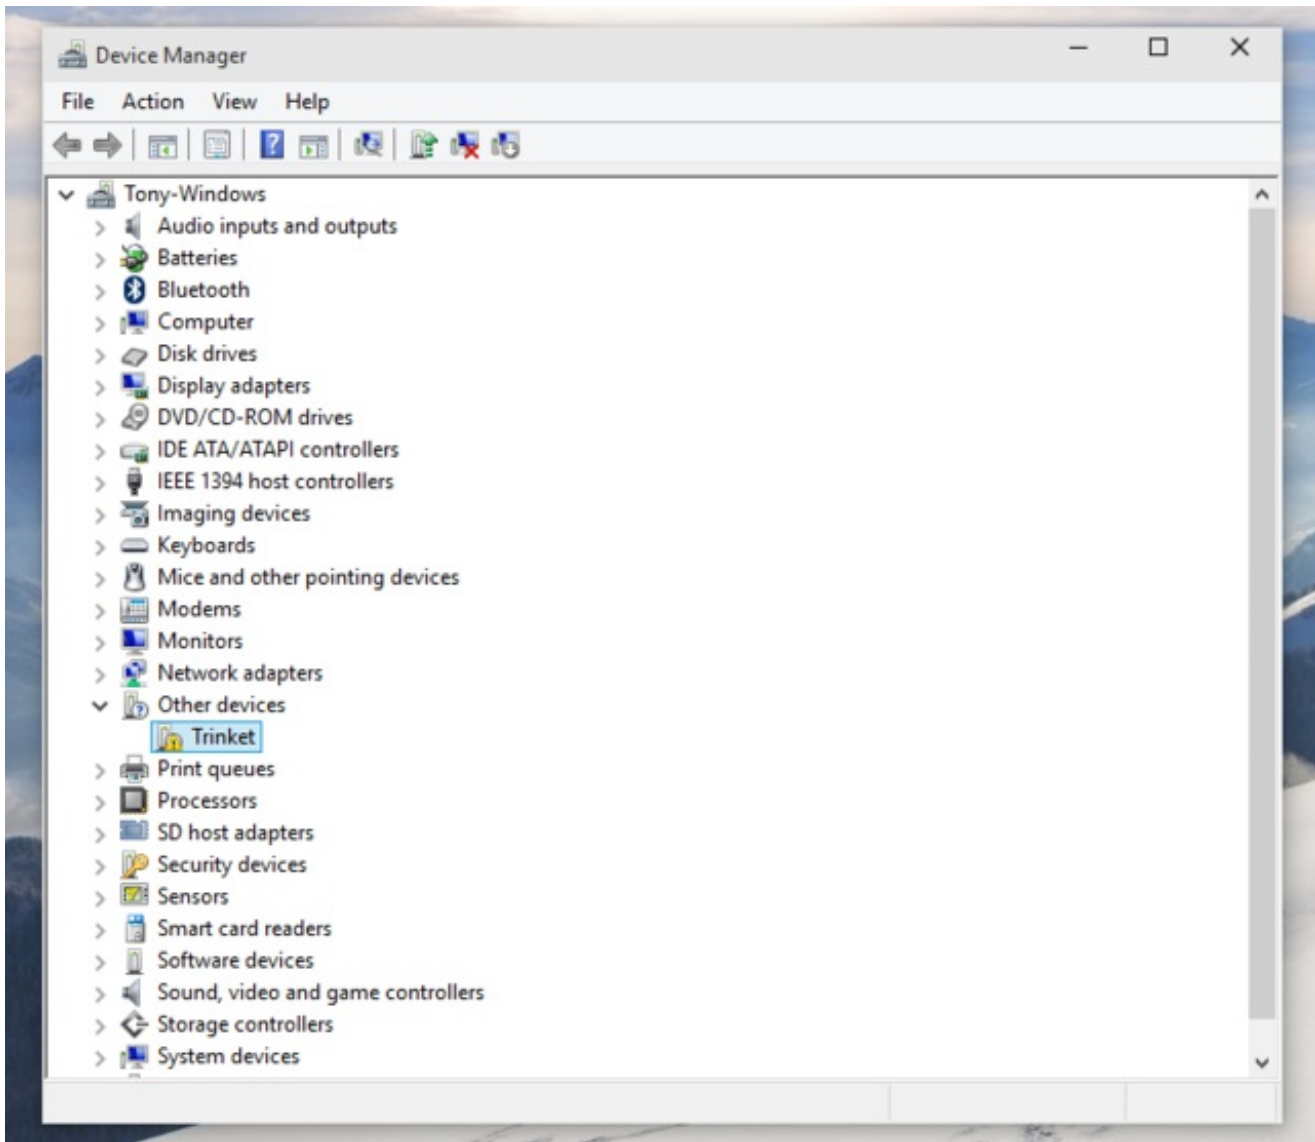 Device Manager
File Action View Help
Tony-Windows
Audio inputs and outputs
Batteries
Bluetooth
Computer
Disk drives
Display adapters
DVD/CD-ROM drives
IDE ATA/ATAPI controllers
IEEE 1394 host controllers
Imaging devices
Keyboards
Mice and other pointing devices
Modems
Monitors
Network adapters
Other devices
Trinket
Print queues
Processors
SD host adapters
Security devices
Sensors
Smart card readers
Software devices
Sound, video and game controllers
Storage controllers
System devices